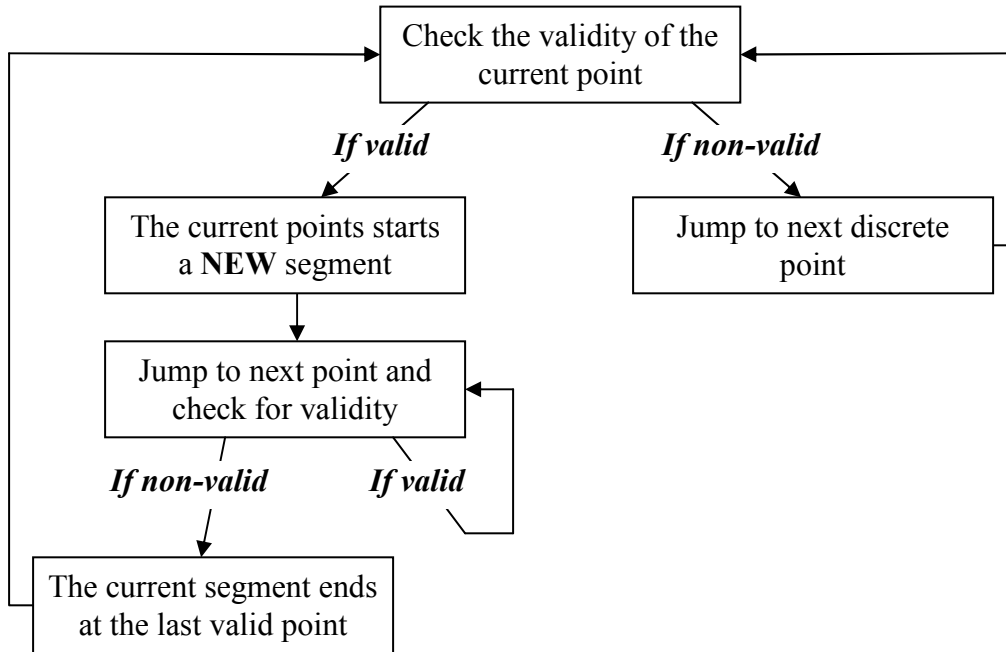 Check the validity of the
current point
If valid
If non-valid
The current points starts
a NEW segment
Jump to next discrete
point
Jump to next point and
check for validity
If non-valid
If valid
The current segment ends
at the last valid point